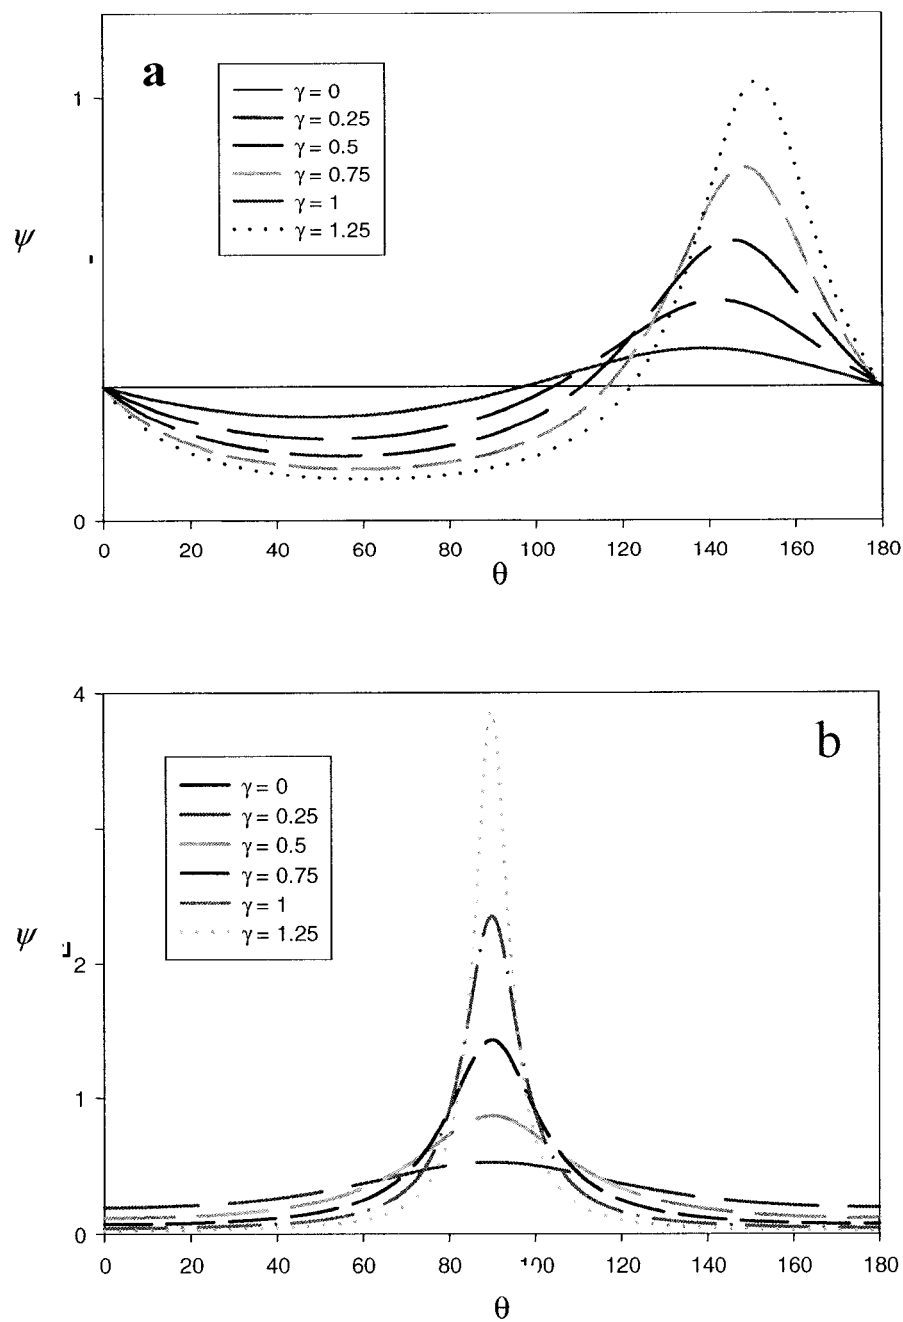 a
γ = 0
γ = 0.25
γ = 0.5
γ = 0.75
γ = 1
γ = 1.25
1
ψ
0
0 20 40 60 80 100 120 140 160 180
θ
b
4
γ = 0
γ = 0.25
γ = 0.5
γ = 0.75
γ = 1
γ = 1.25
ψ
2
1
0
0 20 40 60 80 120 140 160 180
θ